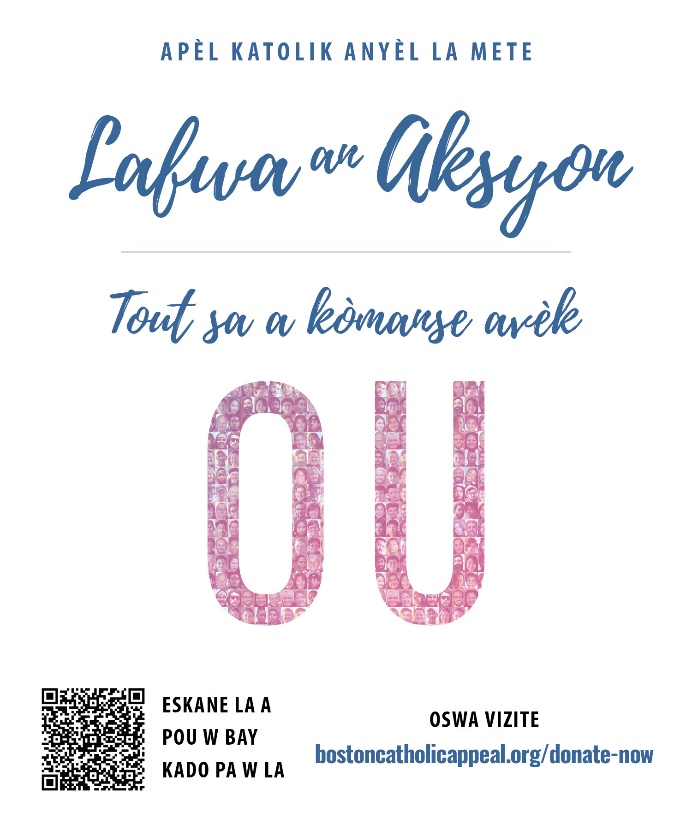 APÈL KATOLIK ANYÈL LA METE
Lafwa an Aksyon
Tout sa a kòmanse avèk
OU
ESKANE LA A
POU W BAY
KADO PA W LA
OSWA VIZITE
bostoncatholicappeal.org/donate-now